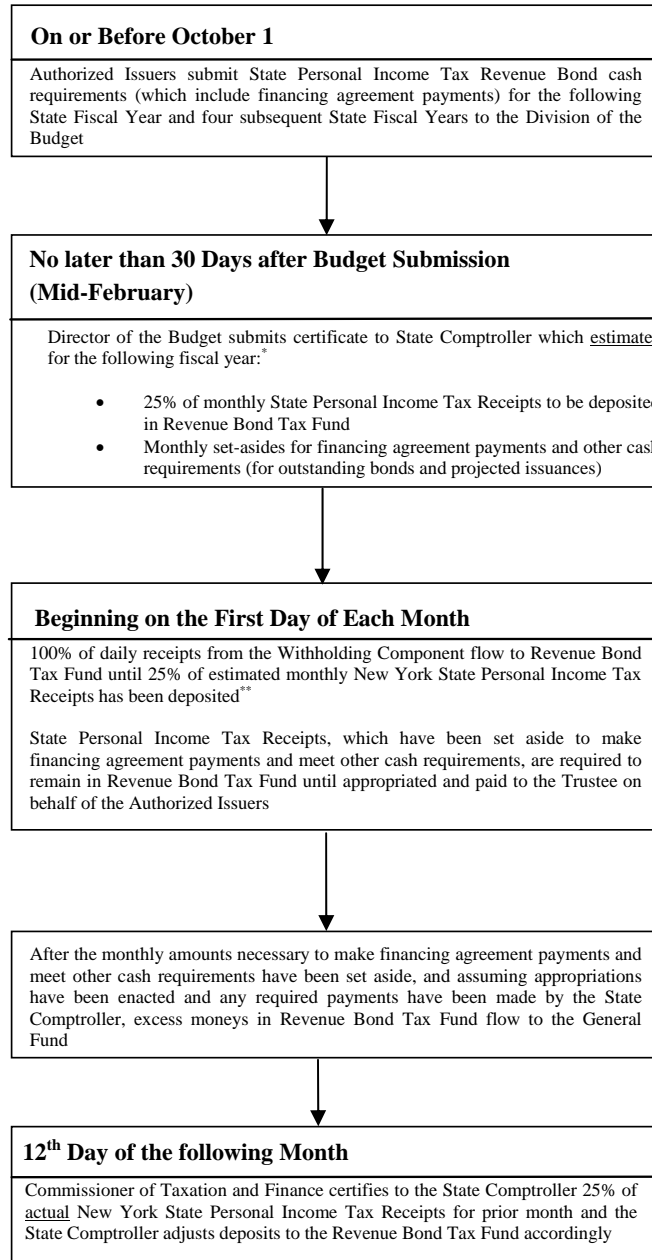 On or Before October 1
Authorized Issuers submit State Personal Income Tax Revenue Bond cash
requirements (which include financing agreement payments) for the following
State Fiscal Year and four subsequent State Fiscal Years to the Division of the
Budget
No later than 30 Days after Budget Submission
(Mid-February)
Director of the Budget submits certificate to State Comptroller which estimate
for the following fiscal year:*
• 25% of monthly State Personal Income Tax Receipts to be deposited
in Revenue Bond Tax Fund
• Monthly set-asides for financing agreement payments and other cash
requirements (for outstanding bonds and projected issuances)
Beginning on the First Day of Each Month
100% of daily receipts from the Withholding Component flow to Revenue Bond
Tax Fund until 25% of estimated monthly New York State Personal Income Tax
Receipts has been deposited**
State Personal Income Tax Receipts, which have been set aside to make
financing agreement payments and meet other cash requirements, are required to
remain in Revenue Bond Tax Fund until appropriated and paid to the Trustee on
behalf of the Authorized Issuers
After the monthly amounts necessary to make financing agreement payments and
meet other cash requirements have been set aside, and assuming appropriations
have been enacted and any required payments have been made by the State
Comptroller, excess moneys in Revenue Bond Tax Fund flow to the General
Fund
12th Day of the following Month
Commissioner of Taxation and Finance certifies to the State Comptroller 25% of
actual New York State Personal Income Tax Receipts for prior month and the
State Comptroller adjusts deposits to the Revenue Bond Tax Fund accordingly